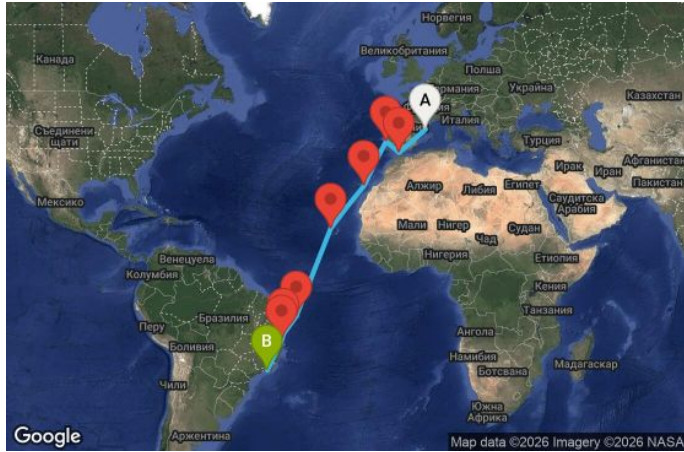 Норвегия
Великобритания
Канада
Полша
Украйна
Казахстан
Италия
Съединени
щати
Турция
Афганистан
Ирак
Иран
Пакистан
Алжир
Либия
Египет
Саудитска
Арабия
Мексико
Мали
Нигер
Судан
Чад
Венецуела
Нигерия
Етиопия
Колумбия
Кения
Бразилия
Танзания
Перу
Ангола
Боливия
Намибия
Мадагаскар
Ботсвана
Чили
Южна
Африка
Аржентина
A
B
Google
Map data ©2026 Imagery ©2026 NASA